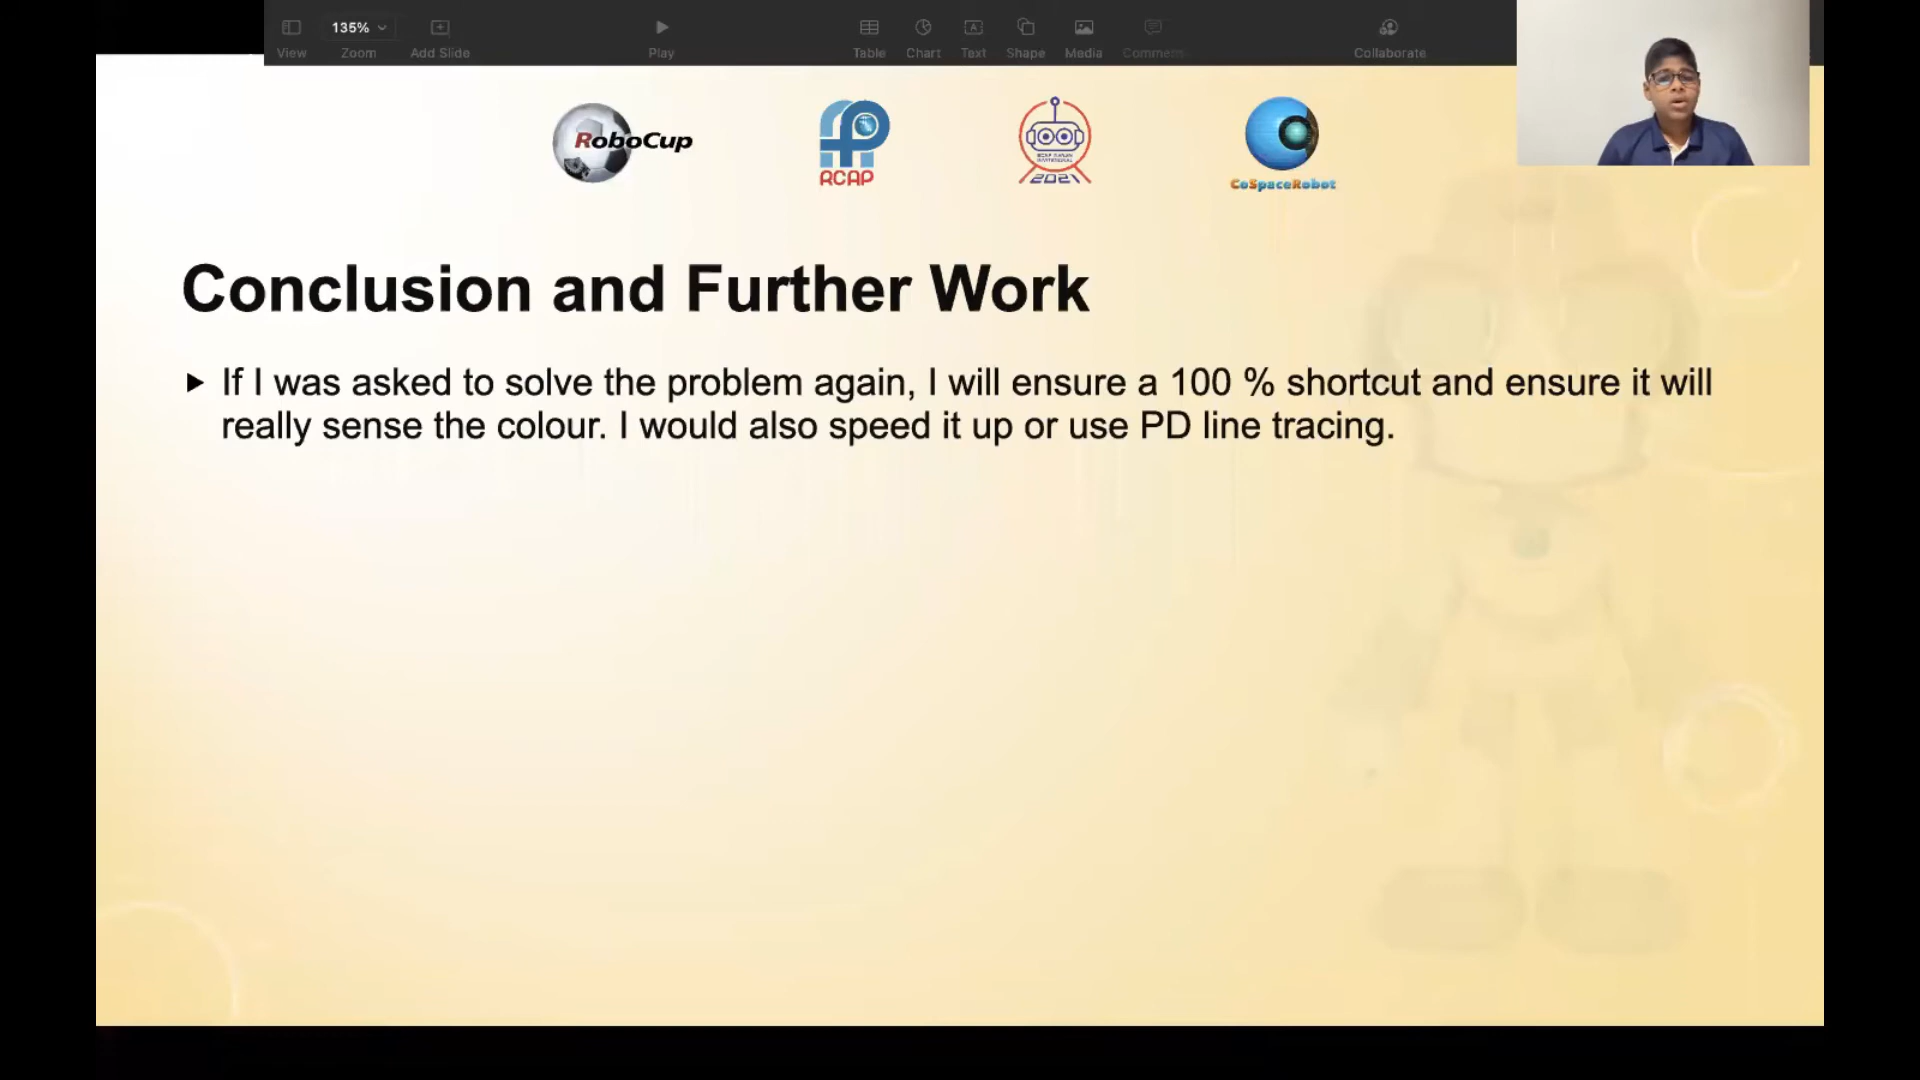 135%
View
Zoom
Add Slide
Play
Table
Chart
Text
Shape
Media
Comment
Collaborate
RoboCup
RCAP
2021
CoSpaceRobot
Conclusion and Further Work
If I was asked to solve the problem again, I will ensure a 100 % shortcut and ensure it will
really sense the colour. I would also speed it up or use PD line tracing.